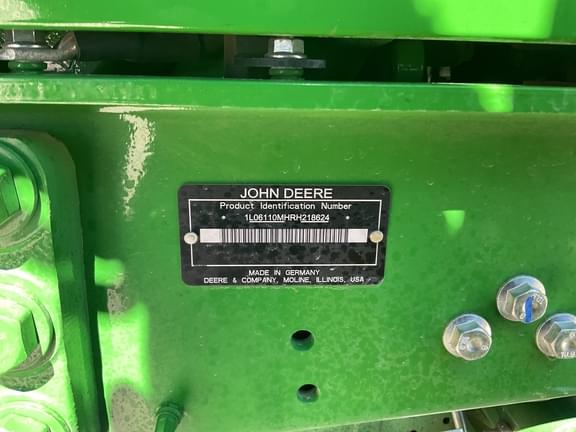 JOHN DEERE
Product Identification Number
1L06110MHRH218624
MADE IN GERMANY
DEERE & COMPANY, MOLINE, ILLINOIS, USA